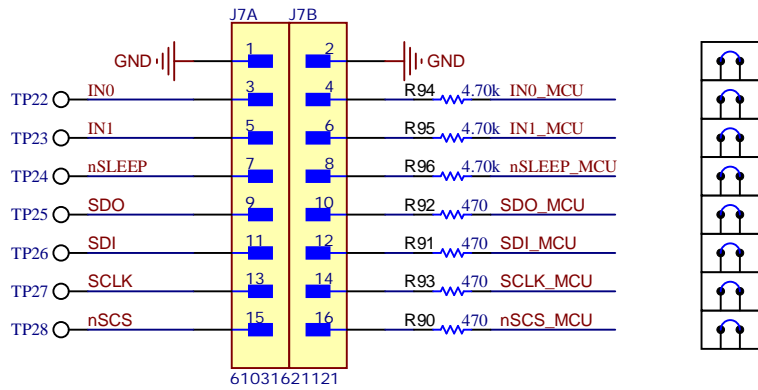 J7A J7B
GND 1 2 GND
TP22 IN0 3 4 R94 4.70k IN0_MCU
TP23 IN1 5 6 R95 4.70k IN1_MCU
TP24 nSLEEP 7 8 R96 4.70k nSLEEP_MCU
TP25 SDO 9 10 R92 470 SDO_MCU
TP26 SDI 11 12 R91 470 SDI_MCU
TP27 SCLK 13 14 R93 470 SCLK_MCU
TP28 nSCS 15 16 R90 470 nSCS_MCU
61031621121